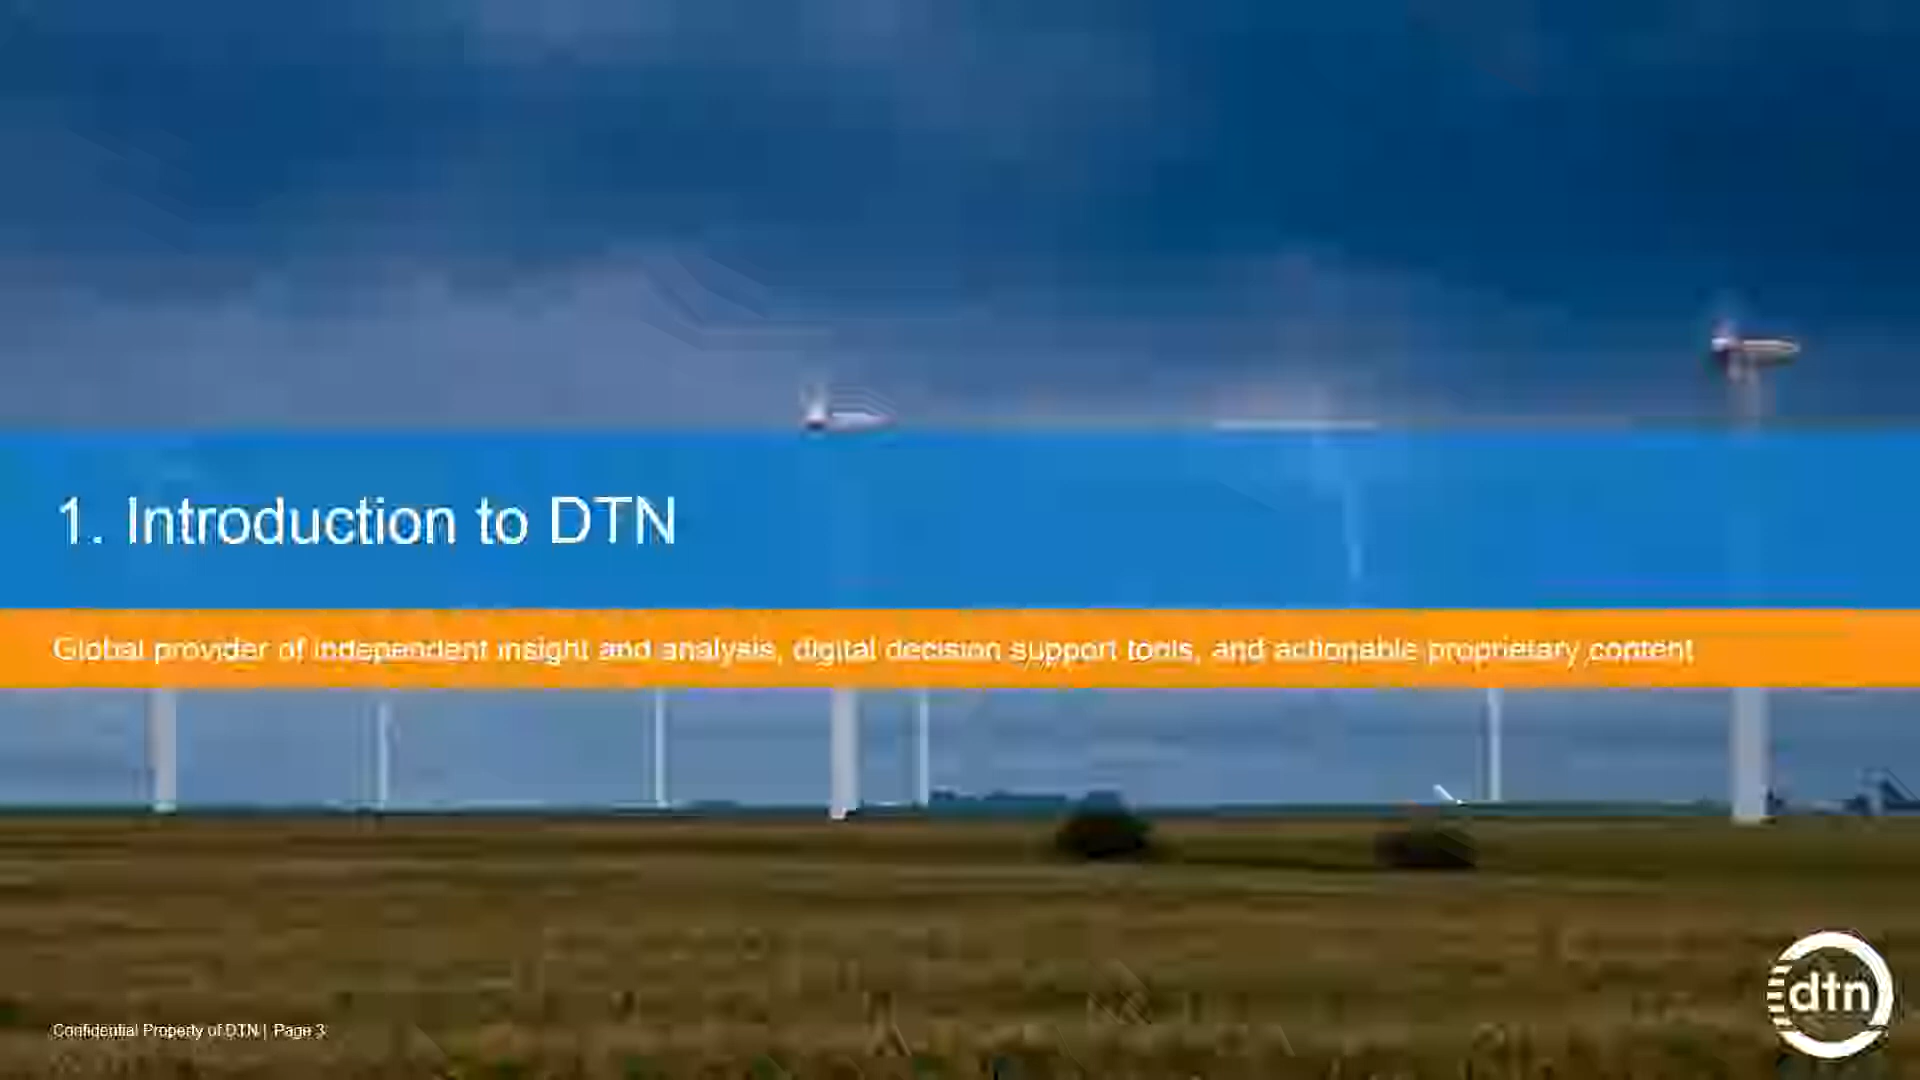 1. Introduction to DTN
Global provider of independent insight and analysis, digital decision support tools, and actionable proprietary content
dtn
Confidential Property of DTN | Page 3